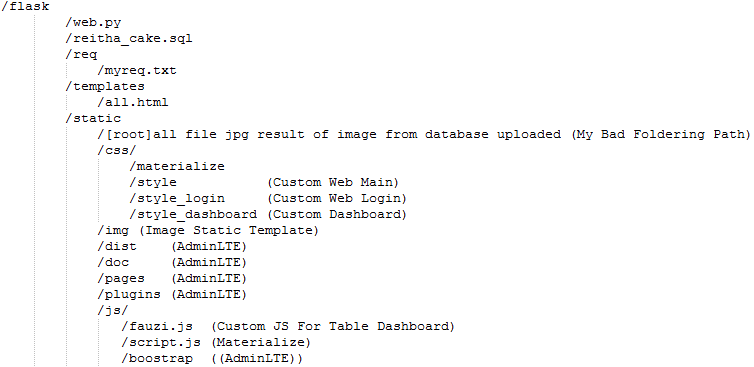 /flask
/web.py
/reitha_cake.sql
/req
/myreq.txt
/templates
/all.html
/static
/[root]all file jpg result of image from database uploaded (My Bad Foldering Path)
/css/
/materialize
/style (Custom Web Main)
/style_login (Custom Web Login)
/style_dashboard (Custom Dashboard)
/img (Image Static Template)
/dist (AdminLTE)
/doc (AdminLTE)
/pages (AdminLTE)
/plugins (AdminLTE)
/js/
/fauzi.js (Custom JS For Table Dashboard)
/script.js (Materialize)
/boostrap ((AdminLTE))